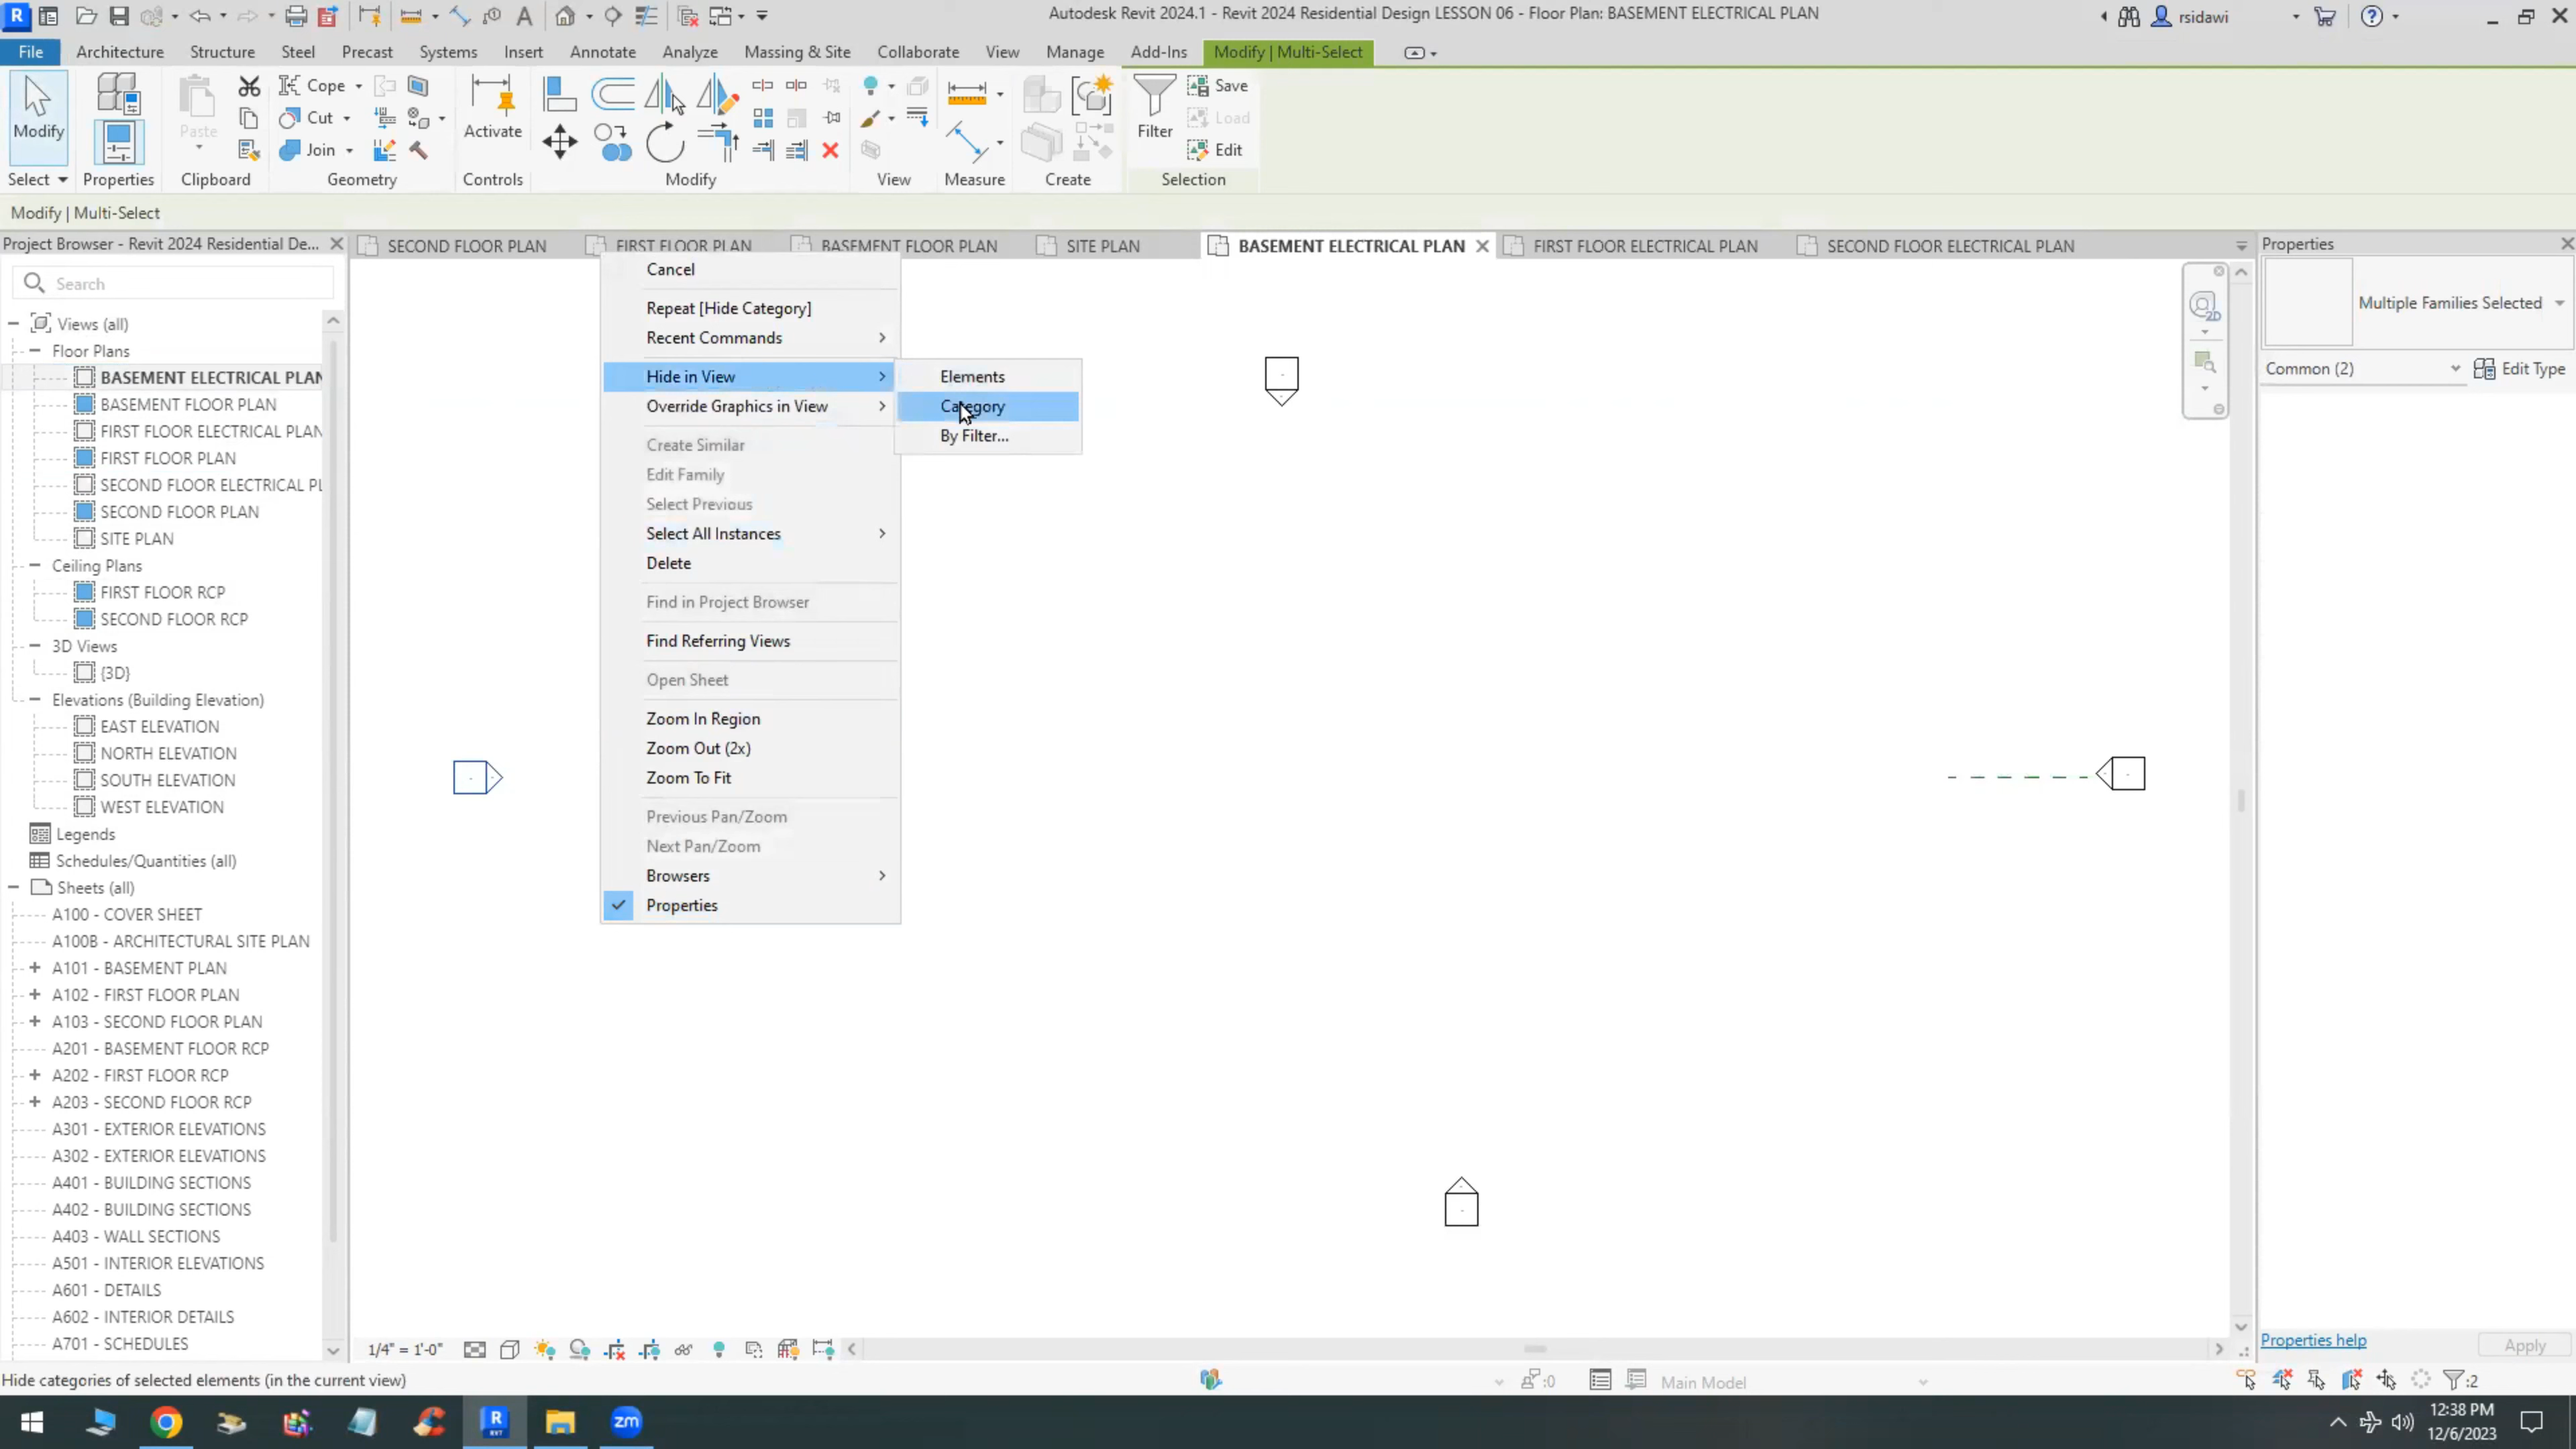 Autodesk Revit 2024.1 - Revit 2024 Residential Design LESSON 06 - Floor Plan: BASEMENT ELECTRICAL PLAN
rsidawi
File
Architecture
Structure
Steel
Precast
Systems
Insert
Annotate
Analyze
Massing & Site
Collaborate
View
Manage
Add-Ins
Modify | Multi-Select
Modify
Paste
Cope
Cut
Join
Activate
Filter
Save
Load
Edit
Select
Properties
Clipboard
Geometry
Controls
Modify
View
Measure
Create
Selection
Modify | Multi-Select
Project Browser - Revit 2024 Residential De...
SECOND FLOOR PLAN
FIRST FLOOR PLAN
BASEMENT FLOOR PLAN
SITE PLAN
BASEMENT ELECTRICAL PLAN
FIRST FLOOR ELECTRICAL PLAN
SECOND FLOOR ELECTRICAL PLAN
Properties
Search
Views (all)
Floor Plans
BASEMENT ELECTRICAL PLAN
BASEMENT FLOOR PLAN
FIRST FLOOR ELECTRICAL PLAN
FIRST FLOOR PLAN
SECOND FLOOR ELECTRICAL PL
SECOND FLOOR PLAN
SITE PLAN
Ceiling Plans
FIRST FLOOR RCP
SECOND FLOOR RCP
3D Views
{3D}
Elevations (Building Elevation)
EAST ELEVATION
NORTH ELEVATION
SOUTH ELEVATION
WEST ELEVATION
Legends
Schedules/Quantities (all)
Sheets (all)
A100 - COVER SHEET
A100B - ARCHITECTURAL SITE PLAN
A101 - BASEMENT PLAN
A102 - FIRST FLOOR PLAN
A103 - SECOND FLOOR PLAN
A201 - BASEMENT FLOOR RCP
A202 - FIRST FLOOR RCP
A203 - SECOND FLOOR RCP
A301 - EXTERIOR ELEVATIONS
A302 - EXTERIOR ELEVATIONS
A401 - BUILDING SECTIONS
A402 - BUILDING SECTIONS
A403 - WALL SECTIONS
A501 - INTERIOR ELEVATIONS
A601 - DETAILS
A602 - INTERIOR DETAILS
A701 - SCHEDULES
Cancel
Repeat [Hide Category]
Recent Commands
Hide in View
Override Graphics in View
Create Similar
Edit Family
Select Previous
Select All Instances
Delete
Find in Project Browser
Find Referring Views
Open Sheet
Zoom In Region
Zoom Out (2x)
Zoom To Fit
Previous Pan/Zoom
Next Pan/Zoom
Browsers
Properties
Elements
Category
By Filter...
2D
Multiple Families Selected
Common (2)
Edit Type
Properties help
Apply
1/4" = 1'-0"
Hide categories of selected elements (in the current view)
:0
Main Model
:2
R
RVT
zm
12:38 PM
12/6/2023